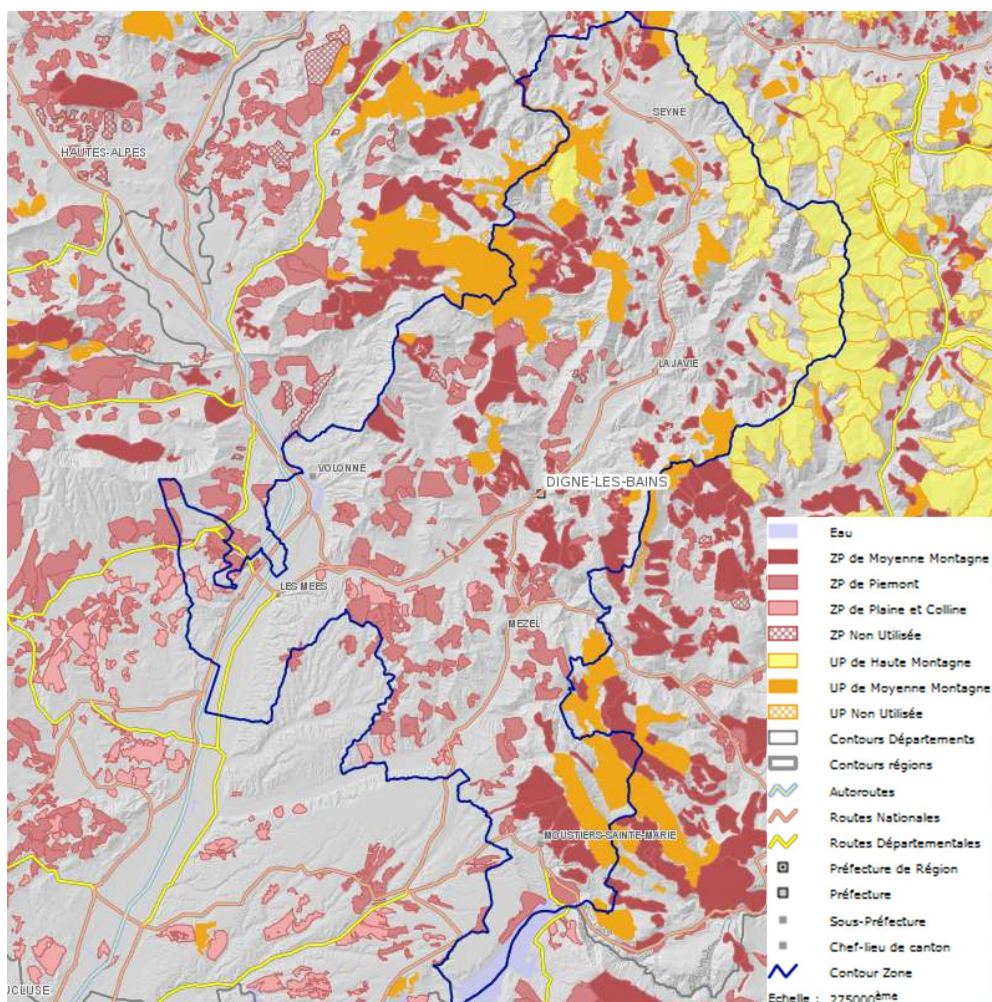 SEYNE
HAUTES-ALPES
LA JAVIE
VOLONNE
DIGNE-LES-BAINS
LES MEES
MEZEL
MOUSTIERS-SAINTE-MARIE
UCLUSE
Eau
ZP de Moyenne Montagne
ZP de Piemont
ZP de Plaine et Colline
ZP Non Utilisée
UP de Haute Montagne
UP de Moyenne Montagne
UP Non Utilisée
Contours Départements
Contours régions
Autoroutes
Routes Nationales
Routes Départementales
Préfecture de Région
Préfecture
Sous-Préfecture
Chef-lieu de canton
Contour Zone
Echelle : 275000ème